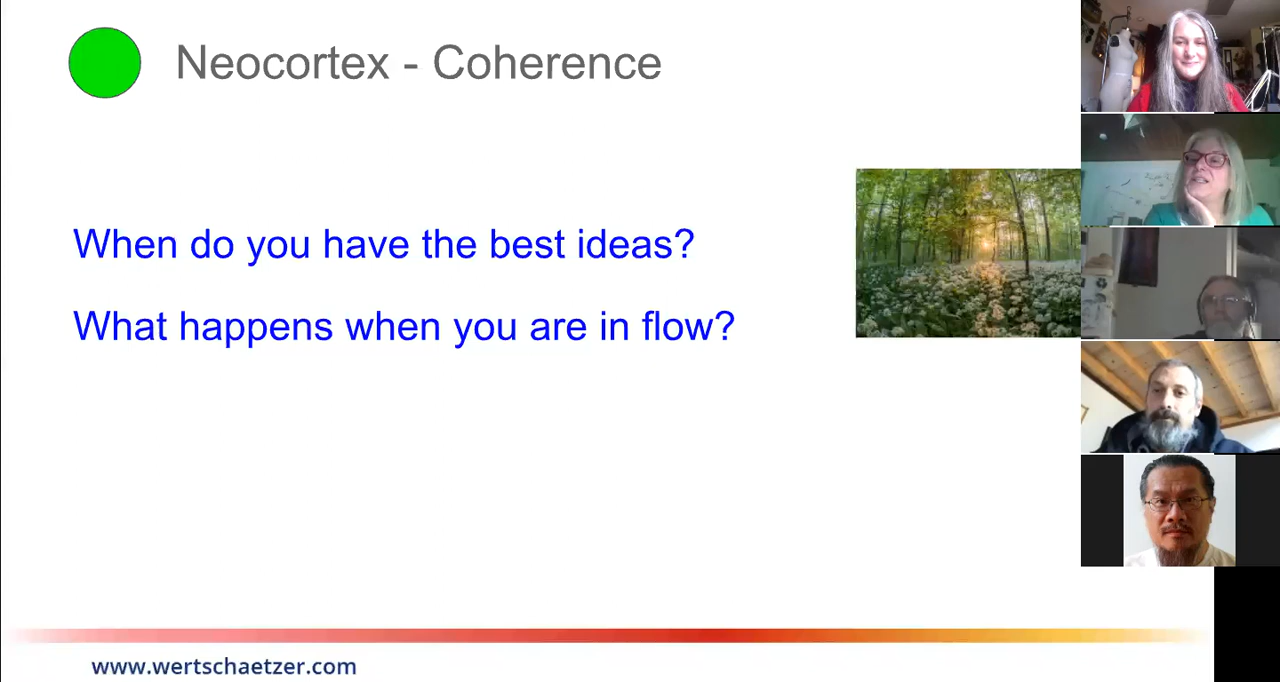 Neocortex - Coherence
When do you have the best ideas?
What happens when you are in flow?
www.wertschaetzer.com